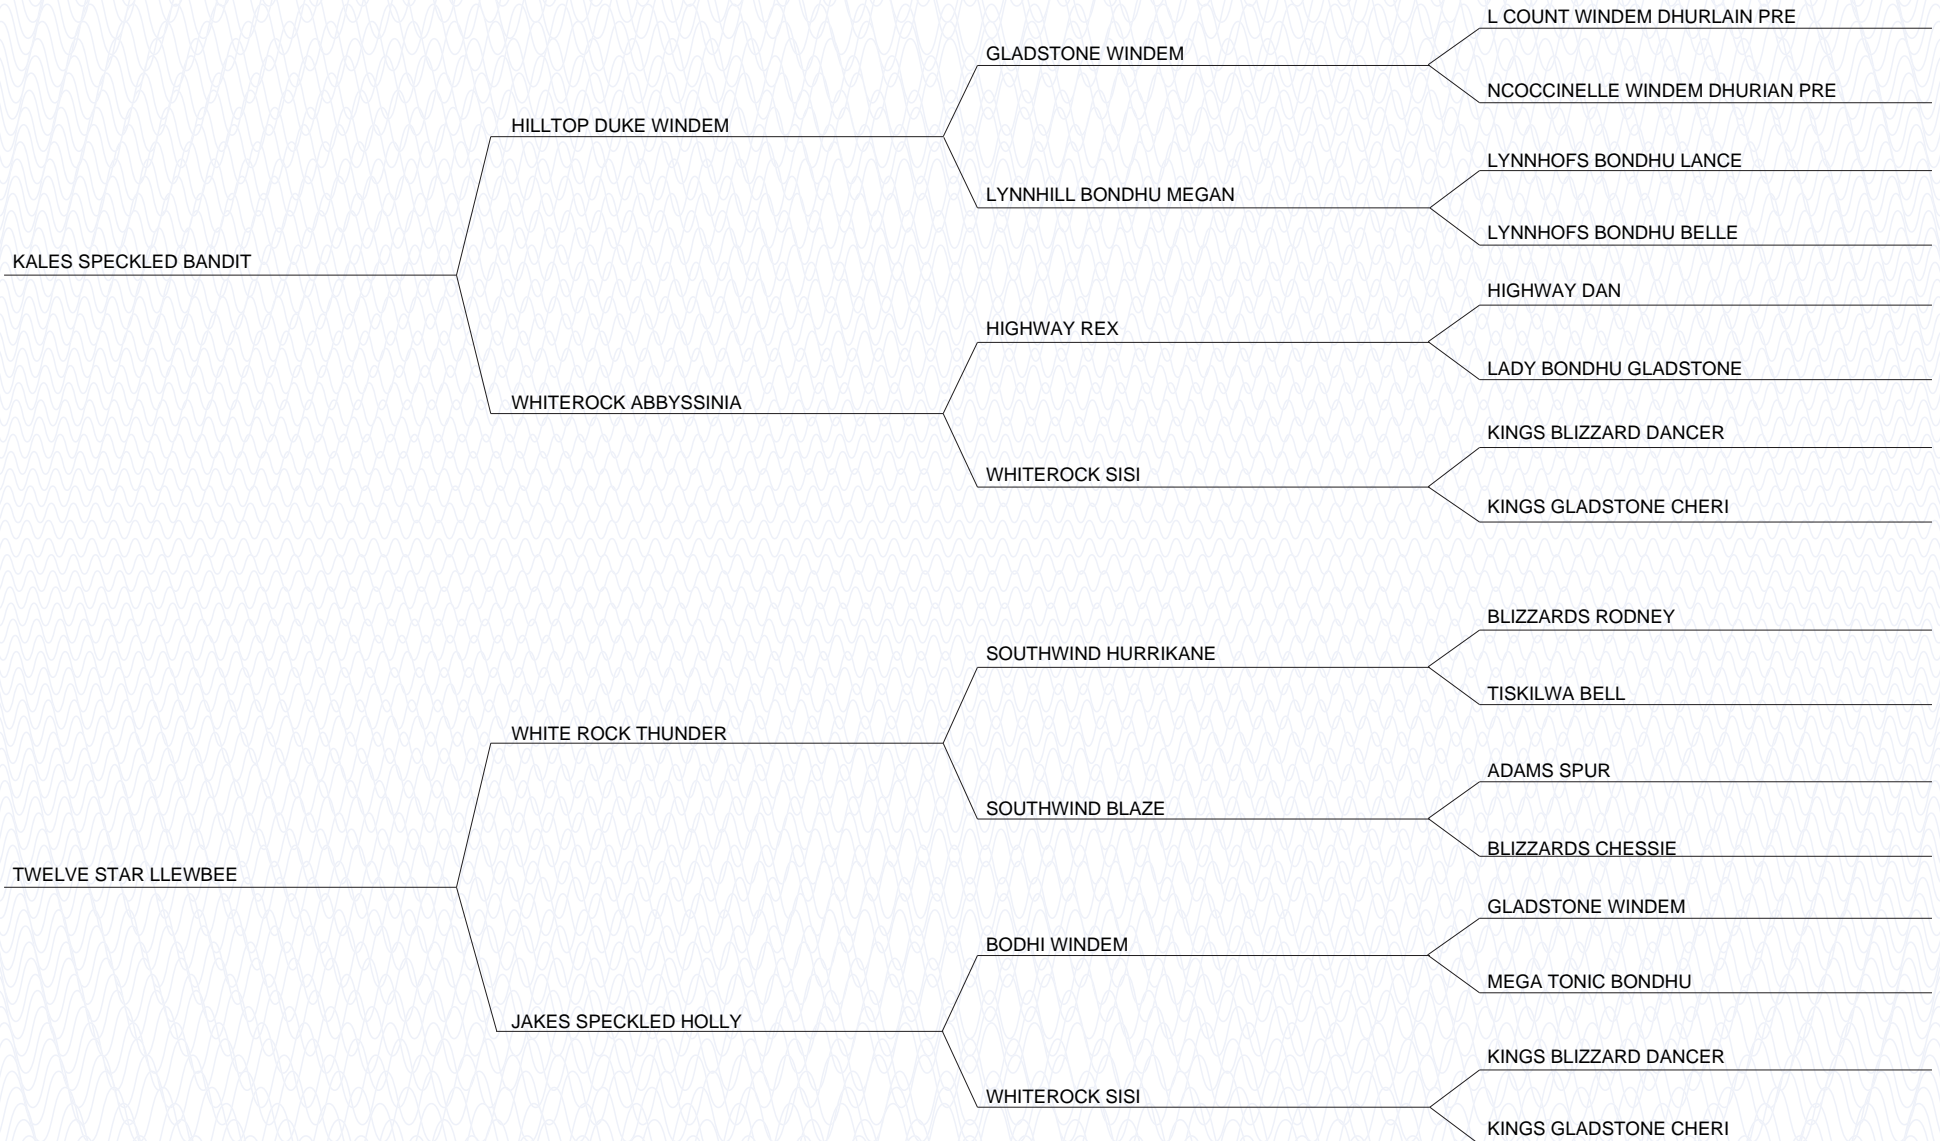 L COUNT WINDEM DHURLAIN PRE
GLADSTONE WINDEM
NCOCCINELLE WINDEM DHURIAN PRE
HILLTOP DUKE WINDEM
LYNNHOFS BONDHU LANCE
LYNNHILL BONDHU MEGAN
LYNNHOFS BONDHU BELLE
KALES SPECKLED BANDIT
HIGHWAY DAN
HIGHWAY REX
LADY BONDHU GLADSTONE
WHITEROCK ABBYSSINIA
KINGS BLIZZARD DANCER
WHITEROCK SISI
KINGS GLADSTONE CHERI
BLIZZARDS RODNEY
SOUTHWIND HURRIKANE
TISKILWA BELL
WHITE ROCK THUNDER
ADAMS SPUR
SOUTHWIND BLAZE
BLIZZARDS CHESSIE
TWELVE STAR LLEWBEE
GLADSTONE WINDEM
BODHI WINDEM
MEGA TONIC BONDHU
JAKES SPECKLED HOLLY
KINGS BLIZZARD DANCER
WHITEROCK SISI
KINGS GLADSTONE CHERI